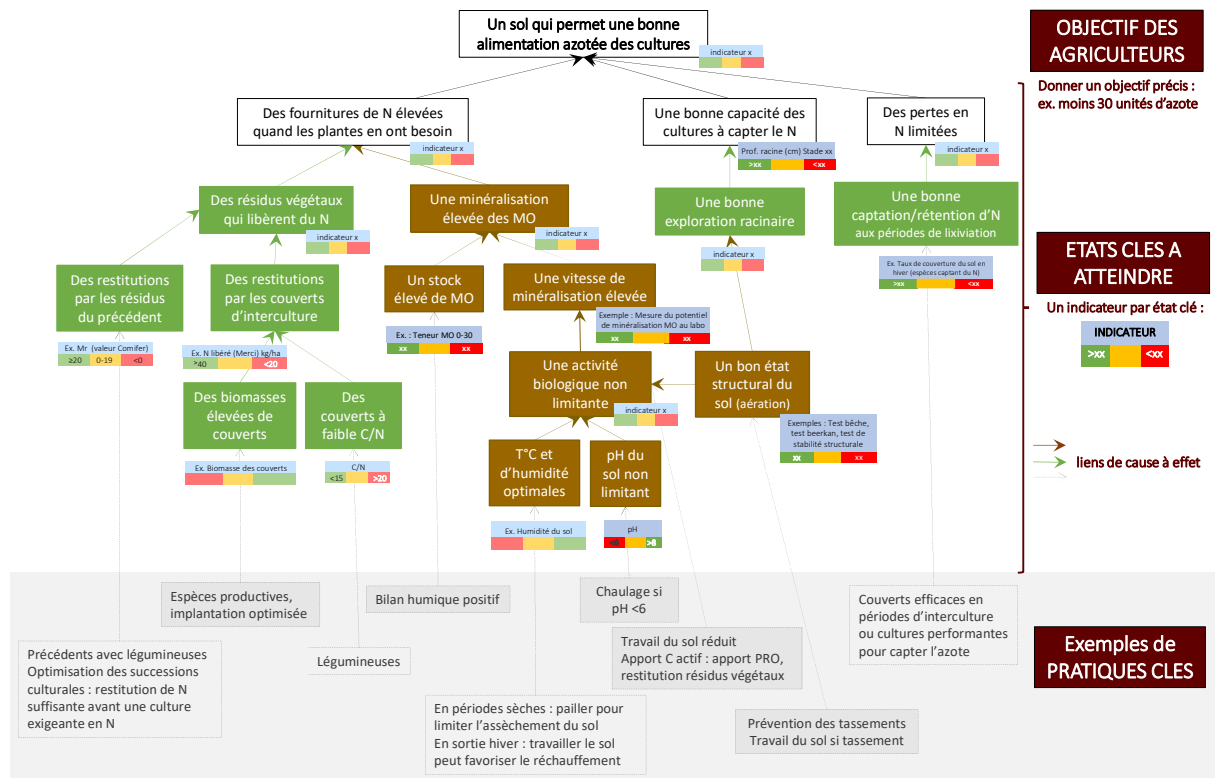 Un sol qui permet une bonne
alimentation azotée des cultures
indicateur x
OBJECTIF DES
AGRICULTEURS
Donner un objectif précis :
ex. moins 30 unités d'azote
Des fournitures de N élevées
quand les plantes en ont besoin
indicateur x
Une bonne capacité des
cultures à capter le N
Prof. racine (cm) Stade xx
>xx <xx
Des pertes en
N limitées
indicateur x
Des résidus végétaux
qui libèrent du N
indicateur x
Une minéralisation
élevée des MO
indicateur x
Une bonne
exploration racinaire
indicateur x
Une bonne
captation/rétention d'N
aux périodes de lixiviation
Ex. Taux de couverture du sol en
hiver (espèces captant du N)
>xx <xx
ETATS CLES A
ATTEINDRE
Un indicateur par état clé :
INDICATEUR
>xx <xx
Des restitutions
par les résidus
du précédent
Ex. Mr (valeur Comifer)
≥20 0-19 <0
Des restitutions
par les couverts
d'interculture
Ex. N libéré (Merci) kg/ha
>40 <20
Un stock
élevé de MO
Ex. : Teneur MO 0-30
xx xx
Une vitesse de
minéralisation élevée
Exemple : Mesure du potentiel
de minéralisation MO au labo
xx xx
Des biomasses
élevées de
couverts
Ex. Biomasse des couverts
Des
couverts à
faible C/N
C/N
<15 >20
Une activité
biologique non
limitante
indicateur x
Un bon état
structural du
sol (aération)
Exemples : Test bêche,
test beerkan, test de
stabilité structurale
xx xx
T°C et
d'humidité
optimales
Ex. Humidité du sol
pH du
sol non
limitant
pH
<6 >6
liens de cause à effet
Espèces productives,
implantation optimisée
Bilan humique positif
Chaulage si
pH <6
Couverts efficaces en
périodes d'interculture
ou cultures performantes
pour capter l'azote
Précédents avec légumineuses
Optimisation des successions
culturales : restitution de N
suffisante avant une culture
exigeante en N
Légumineuses
Travail du sol réduit
Apport C actif : apport PRO,
restitution résidus végétaux
Exemples de
PRATIQUES CLES
En périodes sèches : pailler pour
limiter l'assèchement du sol
En sortie hiver : travailler le sol
peut favoriser le réchauffement
Prévention des tassements
Travail du sol si tassement